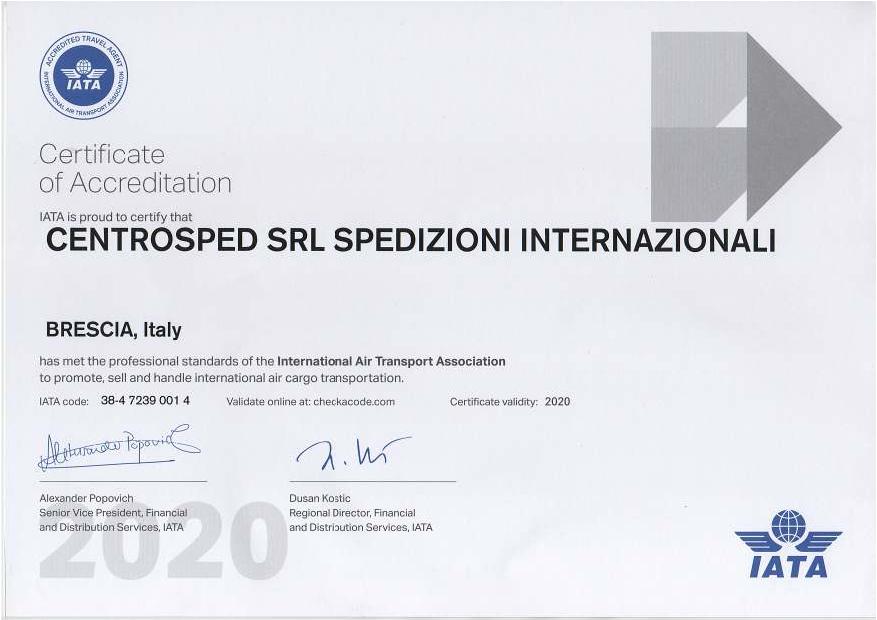 ACCREDITED TRAVEL AGENT
IATA
INTERNATIONAL AIR TRANSPORT ASSOCIATION
Certificate
of Accreditation
IATA is proud to certify that
CENTROSPED SRL SPEDIZIONI INTERNAZIONALI
BRESCIA, Italy
has met the professional standards of the International Air Transport Association
to promote, sell and handle international air cargo transportation.
IATA code: 38-4 7239 001 4 Validate online at: checkacode.com Certificate validity: 2020
Alexander Popovich
Senior Vice President, Financial
and Distribution Services, IATA
Dusan Kostic
Regional Director, Financial
and Distribution Services, IATA
2020
IATA